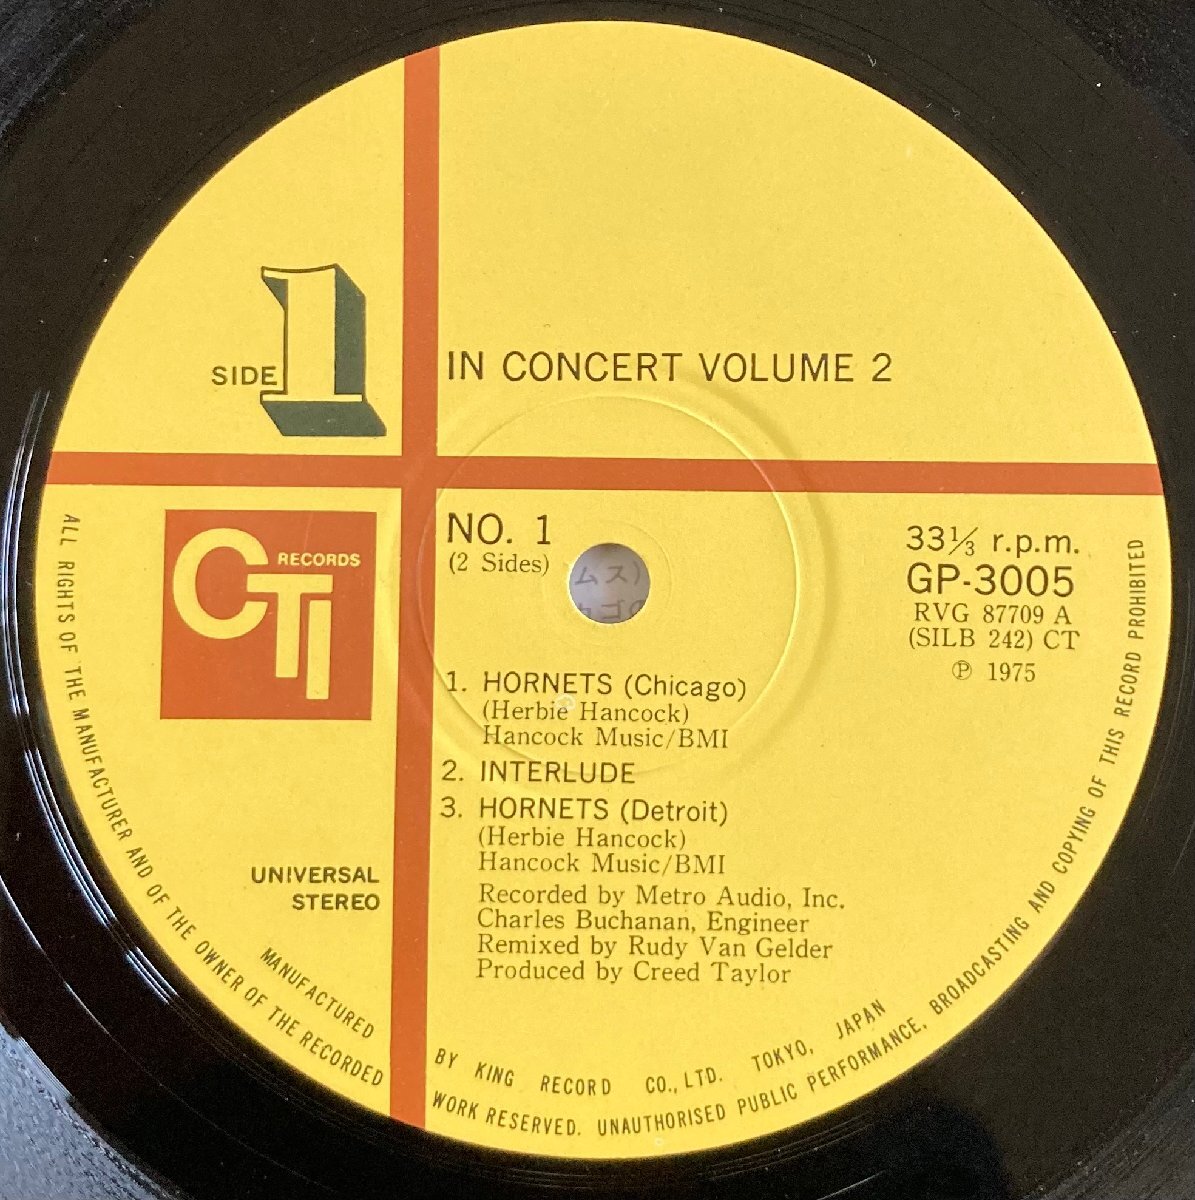 SIDE 1
IN CONCERT VOLUME 2
CTI RECORDS
NO. 1
(2 Sides)
ムス)
33⅓ r.p.m.
GP-3005
RVG 87709 A
(SILB 242) CT
℗ 1975
1. HORNETS (Chicago)
(Herbie Hancock)
Hancock Music/BMI
2. INTERLUDE
3. HORNETS (Detroit)
(Herbie Hancock)
Hancock Music/BMI
Recorded by Metro Audio, Inc.
Charles Buchanan, Engineer
Remixed by Rudy Van Gelder
Produced by Creed Taylor
UNIVERSAL
STEREO
MANUFACTURED BY KING RECORD CO., LTD. TOKYO, JAPAN
ALL RIGHTS OF THE MANUFACTURER AND OF THE OWNER OF THE RECORDED WORK RESERVED. UNAUTHORISED PUBLIC PERFORMANCE, BROADCASTING AND COPYING OF THIS RECORD PROHIBITED